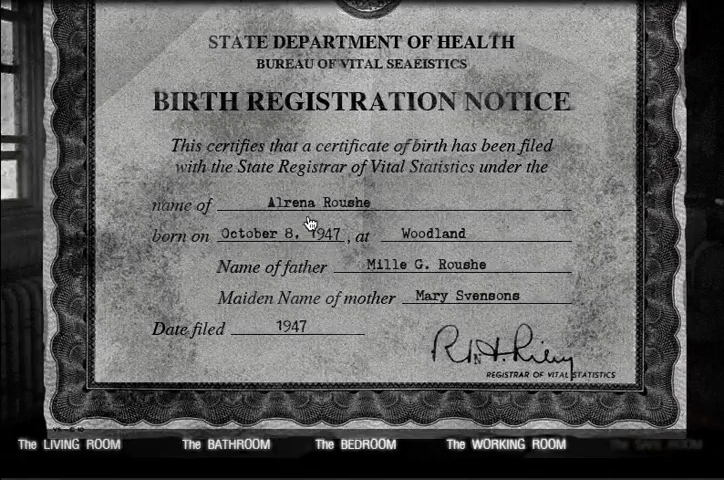 STATE DEPARTMENT OF HEALTH
BUREAU OF VITAL SEAEISTICS
BIRTH REGISTRATION NOTICE
This certifies that a certificate of birth has been filed
with the State Registrar of Vital Statistics under the
name of Alrena Roushe
born on October 8, 1947, at Woodland
Name of father Mille G. Roushe
Maiden Name of mother Mary Svensons
Date filed 1947
REGISTRAR OF VITAL STATISTICS
The LIVING ROOM The BATHROOM The BEDROOM The WORKING ROOM